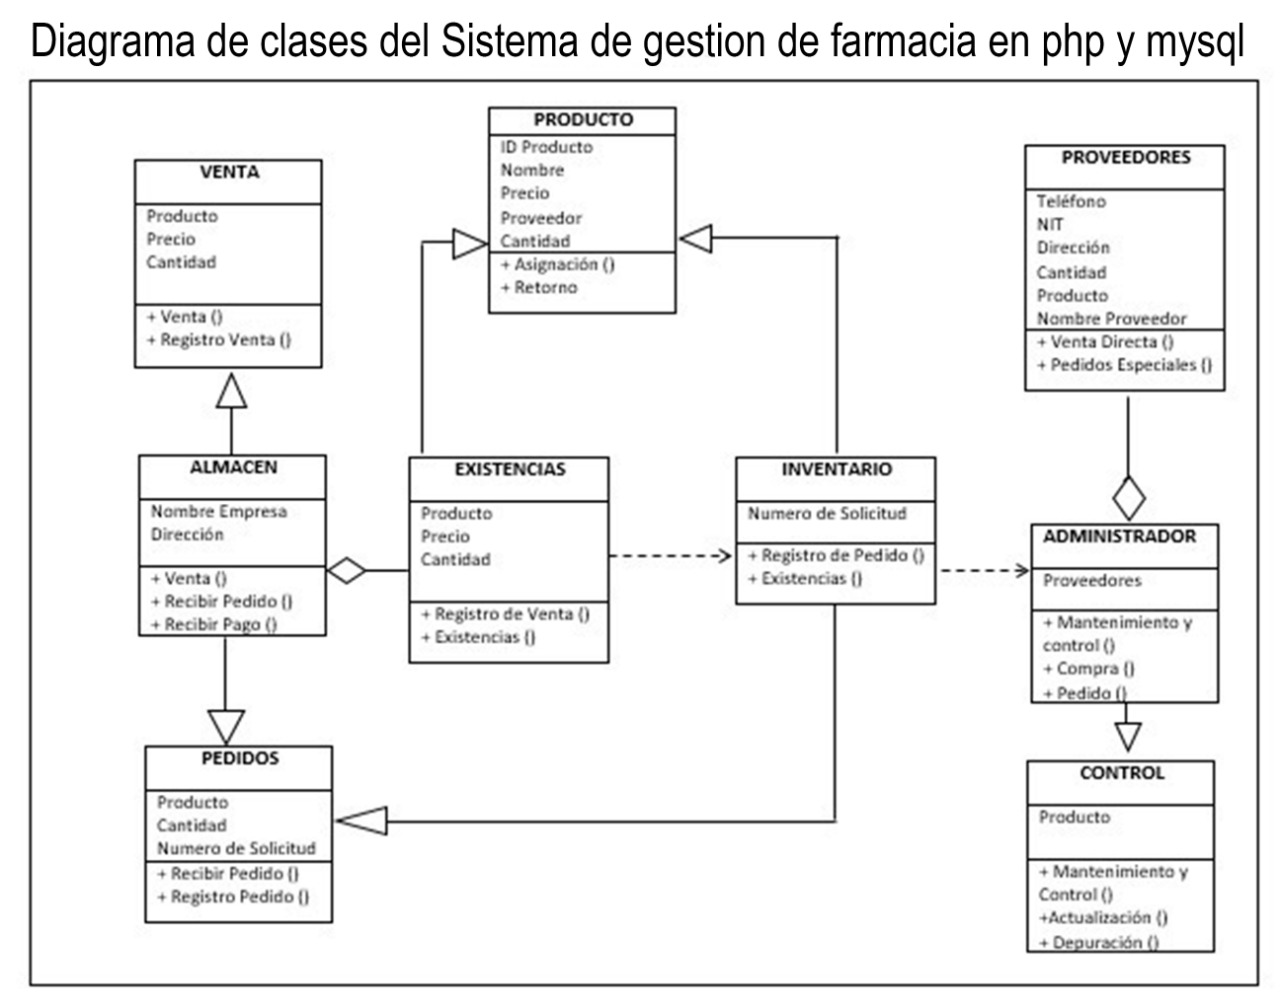 Diagrama de clases del Sistema de gestion de farmacia en php y mysql
VENTA
Producto
Precio
Cantidad
+ Venta ()
+ Registro Venta ()
PRODUCTO
ID Producto
Nombre
Precio
Proveedor
Cantidad
+ Asignación ()
+ Retorno
PROVEEDORES
Teléfono
NIT
Dirección
Cantidad
Producto
Nombre Proveedor
+ Venta Directa ()
+ Pedidos Especiales ()
ALMACEN
Nombre Empresa
Dirección
+ Venta ()
+ Recibir Pedido ()
+ Recibir Pago ()
EXISTENCIAS
Producto
Precio
Cantidad
+ Registro de Venta ()
+ Existencias ()
INVENTARIO
Numero de Solicitud
+ Registro de Pedido ()
+ Existencias ()
ADMINISTRADOR
Proveedores
+ Mantenimiento y
control ()
+ Compra ()
+ Pedido ()
PEDIDOS
Producto
Cantidad
Numero de Solicitud
+ Recibir Pedido ()
+ Registro Pedido ()
CONTROL
Producto
+ Mantenimiento y
Control ()
+Actualización ()
+ Depuración ()